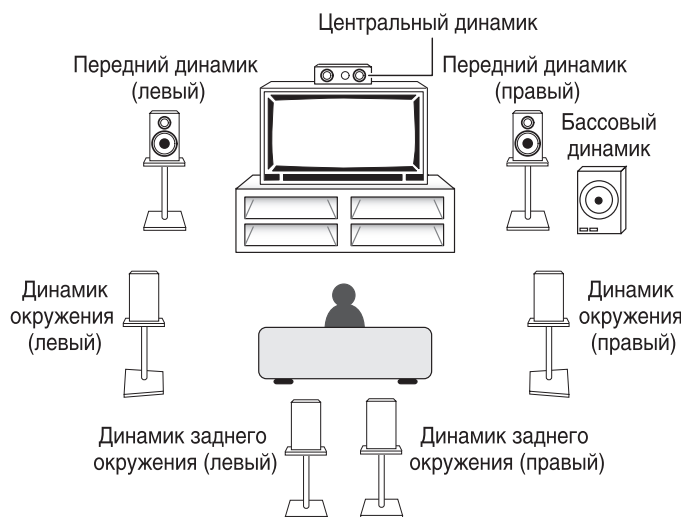 Центральный динамик
Передний динамик
(левый)
Передний динамик
(правый)
Бассовый
динамик
Динамик
окружения
(левый)
Динамик
окружения
(правый)
Динамик заднего
окружения (левый)
Динамик заднего
окружения (правый)